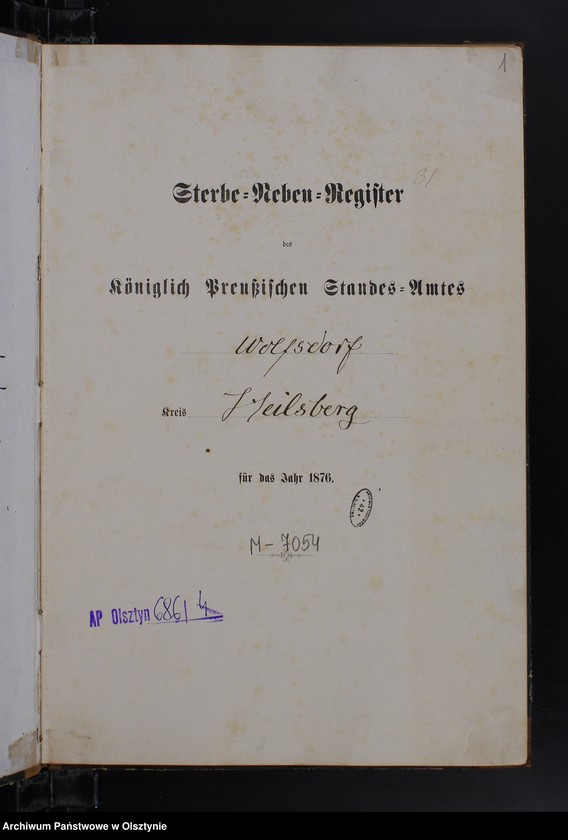 1
31
Sterbe=Neben=Register
des
Königlich Preußischen Standes=Amtes
Wolfsdorf
Kreis Heilsberg
für das Jahr 1876.
M-7054
AP Olsztyn 686/4
Archiwum Państwowe w Olsztynie